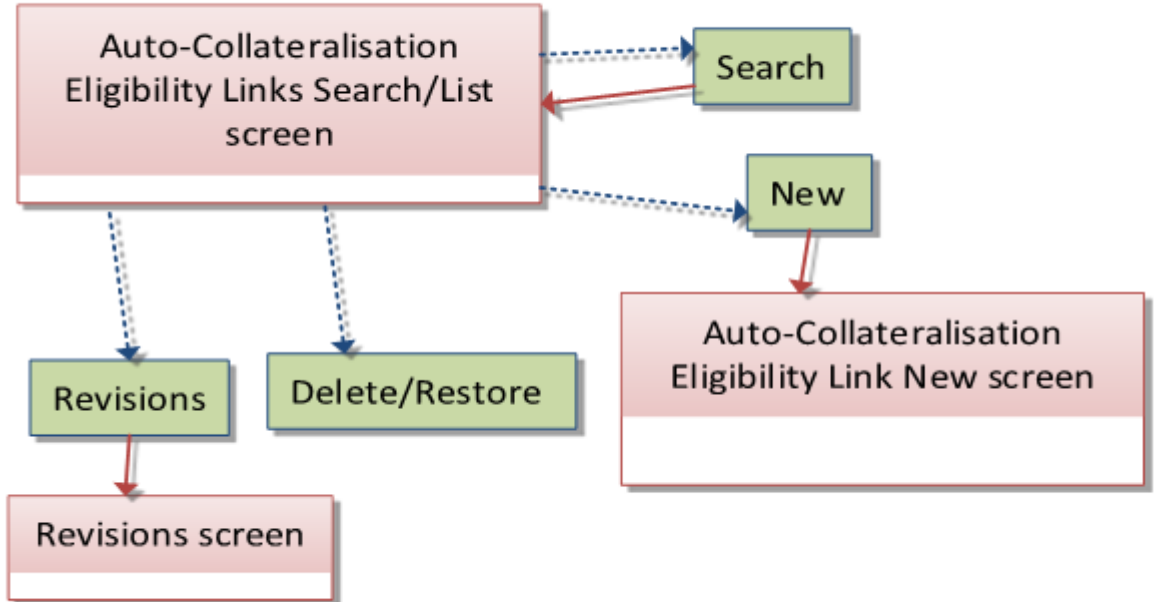 Auto-Collateralisation
Eligibility Links Search/List
screen
Search
New
Auto-Collateralisation
Eligibility Link New screen
Revisions
Delete/Restore
Revisions screen